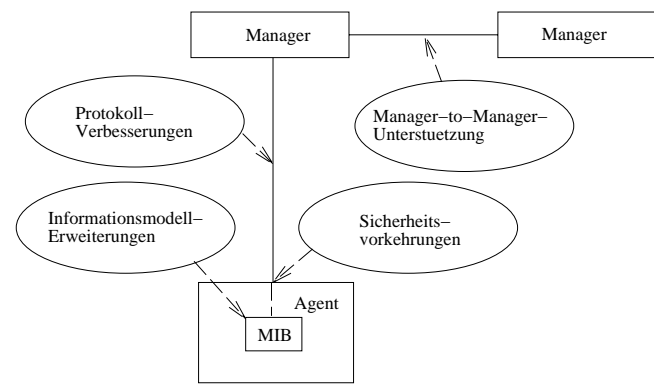 Manager
Manager
Protokoll–
Verbesserungen
Manager–to–Manager–
Unterstuetzung
Informationsmodell–
Erweiterungen
Sicherheits–
vorkehrungen
Agent
MIB